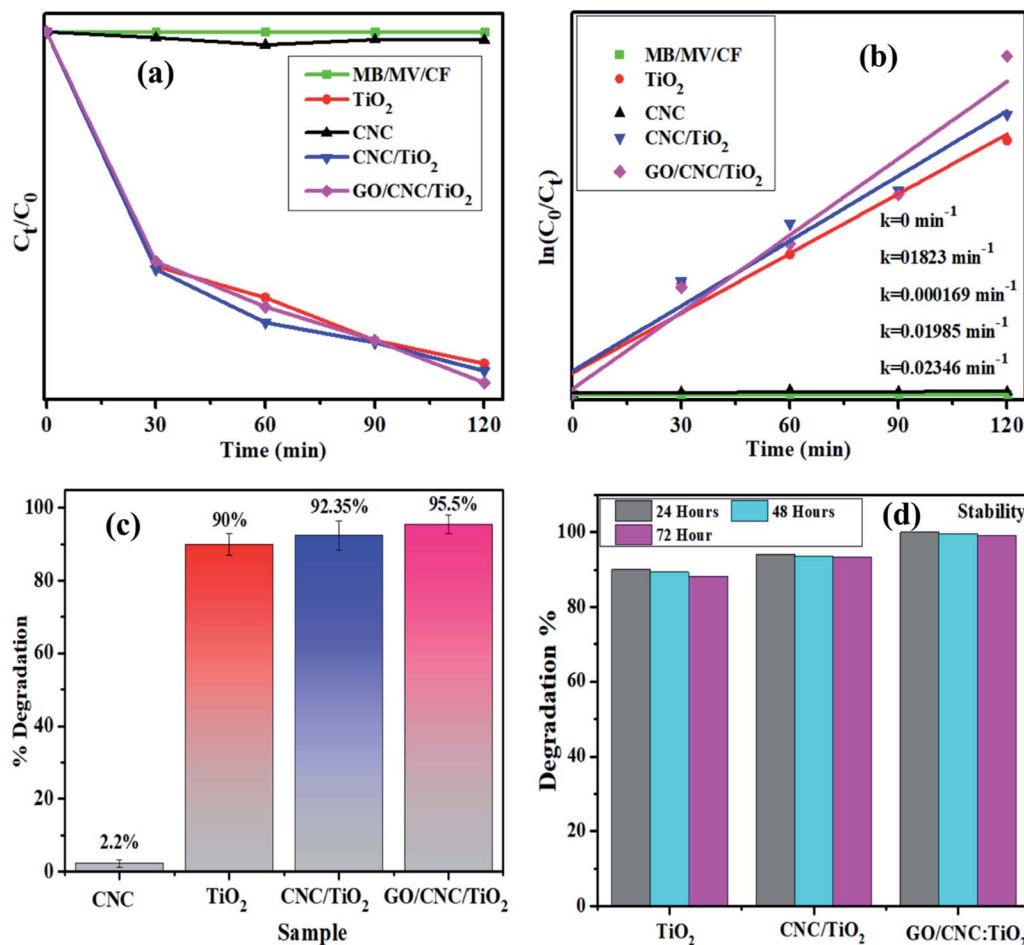 (a)
MB/MV/CF
TiO₂
CNC
CNC/TiO₂
GO/CNC/TiO₂
Cₜ/C₀
0 30 60 90 120
Time (min)
(b)
MB/MV/CF
TiO₂
CNC
CNC/TiO₂
GO/CNC/TiO₂
k=0 min⁻¹
k=01823 min⁻¹
k=0.000169 min⁻¹
k=0.01985 min⁻¹
k=0.02346 min⁻¹
ln(C₀/Cₜ)
0 30 60 90 120
Time (min)
(c)
100
80
60
40
20
0
% Degradation
2.2%
90%
92.35%
95.5%
CNC TiO₂ CNC/TiO₂ GO/CNC/TiO₂
Sample
24 Hours 48 Hours
72 Hour
(d)
Stability
100
80
60
40
20
0
Degradation %
TiO₂ CNC/TiO₂ GO/CNC:TiO₂